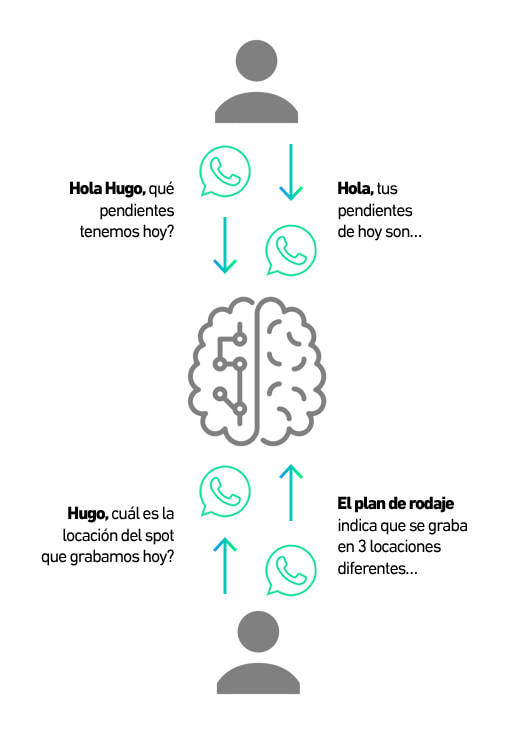 Hola Hugo, qué
pendientes
tenemos hoy?
Hola, tus
pendientes
de hoy son...
Hugo, cuál es la
locación del spot
que grabamos hoy?
El plan de rodaje
indica que se graba
en 3 locaciones
diferentes...